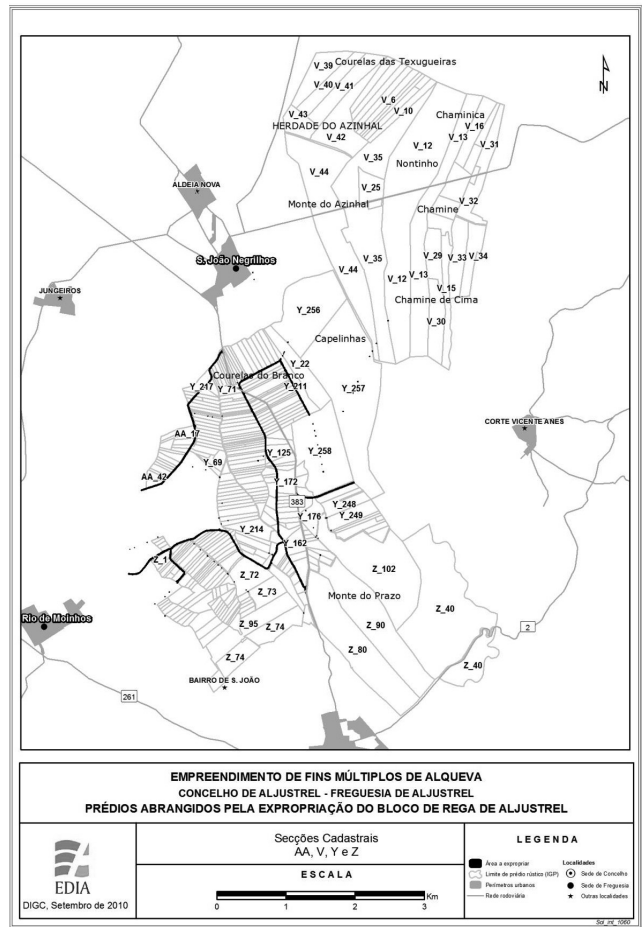 V_39
Courelas das Texugueiras
V_40
V_41
V_6
V_10
V_43
HERDADE DO AZINHAL
V_42
Chaminica
V_16
V_13
V_31
V_12
V_35
Nontinho
V_44
V_25
ALDEIA NOVA
Monte do Azinhal
V_32
Chamine
S. João Negrilhos
V_35
V_44
V_29
V_33
V_34
V_12
V_13
V_15
Chamine de Cima
V_30
JUNGEIROS
Y_256
Capelinhas
Y_22
Courelas do Branco
Y_217
Y_71
Y_211
Y_257
AA_17
CORTE VICENTE ANES
Y_69
Y_125
Y_258
AA_42
Y_172
383
Y_248
Y_249
Y_176
Y_214
Y_162
Z_1
Z_72
Z_102
Z_73
Monte do Prazo
Z_40
Rio de Moinhos
Z_95
Z_74
Z_90
2
Z_80
Z_74
Z_40
BAIRRO DE S. JOÃO
261
N
EMPREENDIMENTO DE FINS MÚLTIPLOS DE ALQUEVA
CONCELHO DE ALJUSTREL - FREGUESIA DE ALJUSTREL
PRÉDIOS ABRANGIDOS PELA EXPROPRIAÇÃO DO BLOCO DE REGA DE ALJUSTREL
EDIA
DIGC, Setembro de 2010
Secções Cadastrais
AA, V, Y e Z
ESCALA
Km
0 1 2 3
LEGENDA
Área a expropriar
Limite de prédio rústico (IGP)
Perímetros urbanos
Rede rodoviária
Localidades
Sede de Concelho
Sede de Freguesia
Outras localidades
Sol_int_1060